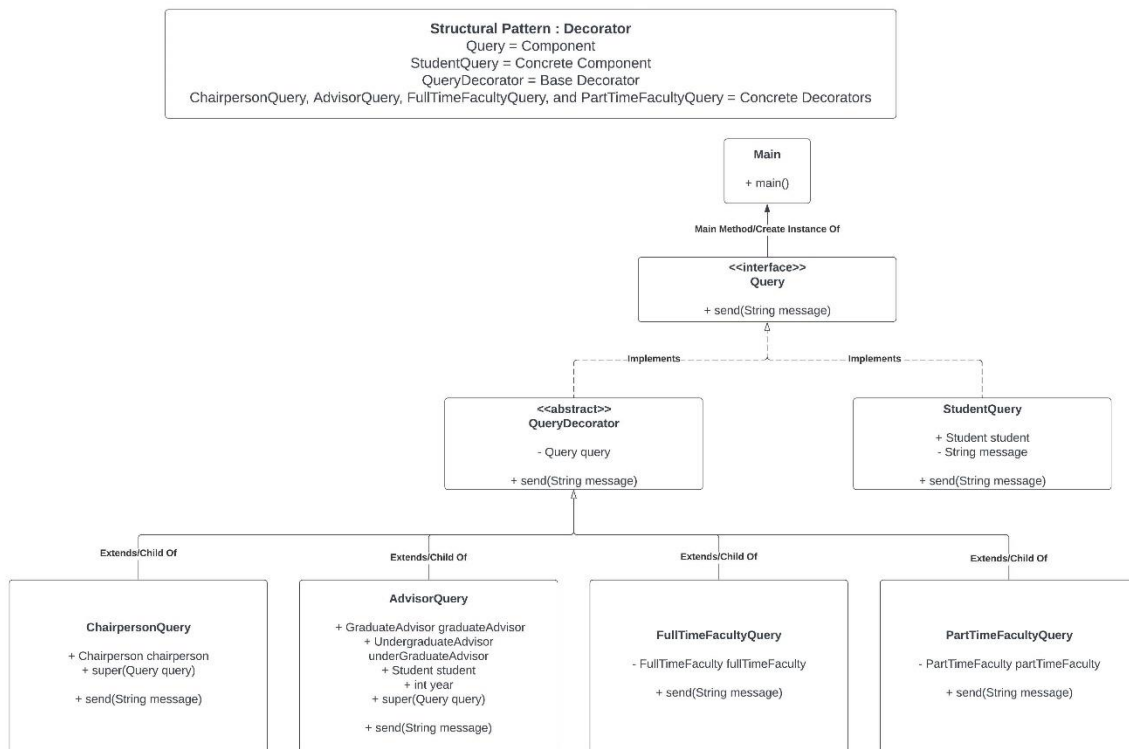 Structural Pattern : Decorator
Query = Component
StudentQuery = Concrete Component
QueryDecorator = Base Decorator
ChairpersonQuery, AdvisorQuery, FullTimeFacultyQuery, and PartTimeFacultyQuery = Concrete Decorators
Main
+ main()
Main Method/Create Instance Of
<<interface>>
Query
+ send(String message)
Implements
Implements
<<abstract>>
QueryDecorator
- Query query
+ send(String message)
StudentQuery
+ Student student
- String message
+ send(String message)
Extends/Child Of
Extends/Child Of
Extends/Child Of
Extends/Child Of
ChairpersonQuery
+ Chairperson chairperson
+ super(Query query)
+ send(String message)
AdvisorQuery
+ GraduateAdvisor graduateAdvisor
+ UndergraduateAdvisor
underGraduateAdvisor
+ Student student
+ int year
+ super(Query query)
+ send(String message)
FullTimeFacultyQuery
- FullTimeFaculty fullTimeFaculty
+ send(String message)
PartTimeFacultyQuery
- PartTimeFaculty partTimeFaculty
+ send(String message)